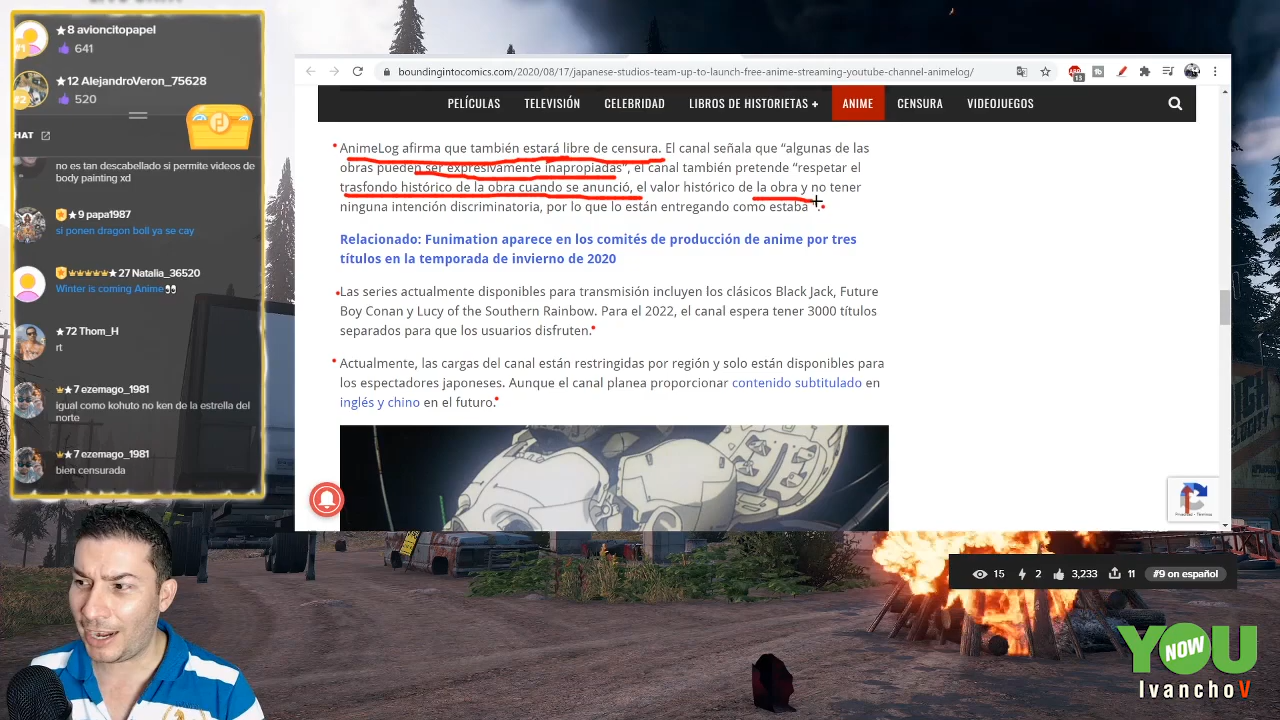 LIVE CHAT
#1
★8 avioncitopapel
641
#2
★12 AlejandroVeron_75628
520
HAT
no es tan descabellado si permite videos de
body painting xd
★9 papa1987
si ponen dragon boll ya se cay
★27 Natalia_36520
Winter is coming Anime👀
★72 Thom_H
rt
★7 ezemago_1981
igual como kohuto no ken de la estrella del
norte
★7 ezemago_1981
bien censurada
boundingintocomics.com/2020/08/17/japanese-studios-team-up-to-launch-free-anime-streaming-youtube-channel-animelog/
13
PELÍCULAS TELEVISIÓN CELEBRIDAD LIBROS DE HISTORIETAS + ANIME CENSURA VIDEOJUEGOS
AnimeLog afirma que también estará libre de censura. El canal señala que “algunas de las
obras pueden ser expresivamente inapropiadas”, el canal también pretende “respetar el
trasfondo histórico de la obra cuando se anunció, el valor histórico de la obra y no tener
ninguna intención discriminatoria, por lo que lo están entregando como estaba ”.
Relacionado: Funimation aparece en los comités de producción de anime por tres
títulos en la temporada de invierno de 2020
Las series actualmente disponibles para transmisión incluyen los clásicos Black Jack, Future
Boy Conan y Lucy of the Southern Rainbow. Para el 2022, el canal espera tener 3000 títulos
separados para que los usuarios disfruten.
Actualmente, las cargas del canal están restringidas por región y solo están disponibles para
los espectadores japoneses. Aunque el canal planea proporcionar contenido subtitulado en
inglés y chino en el futuro.
Privacidad - Términos
15 2 3,233 11 #9 on español
YOU NOW
IvanchoV